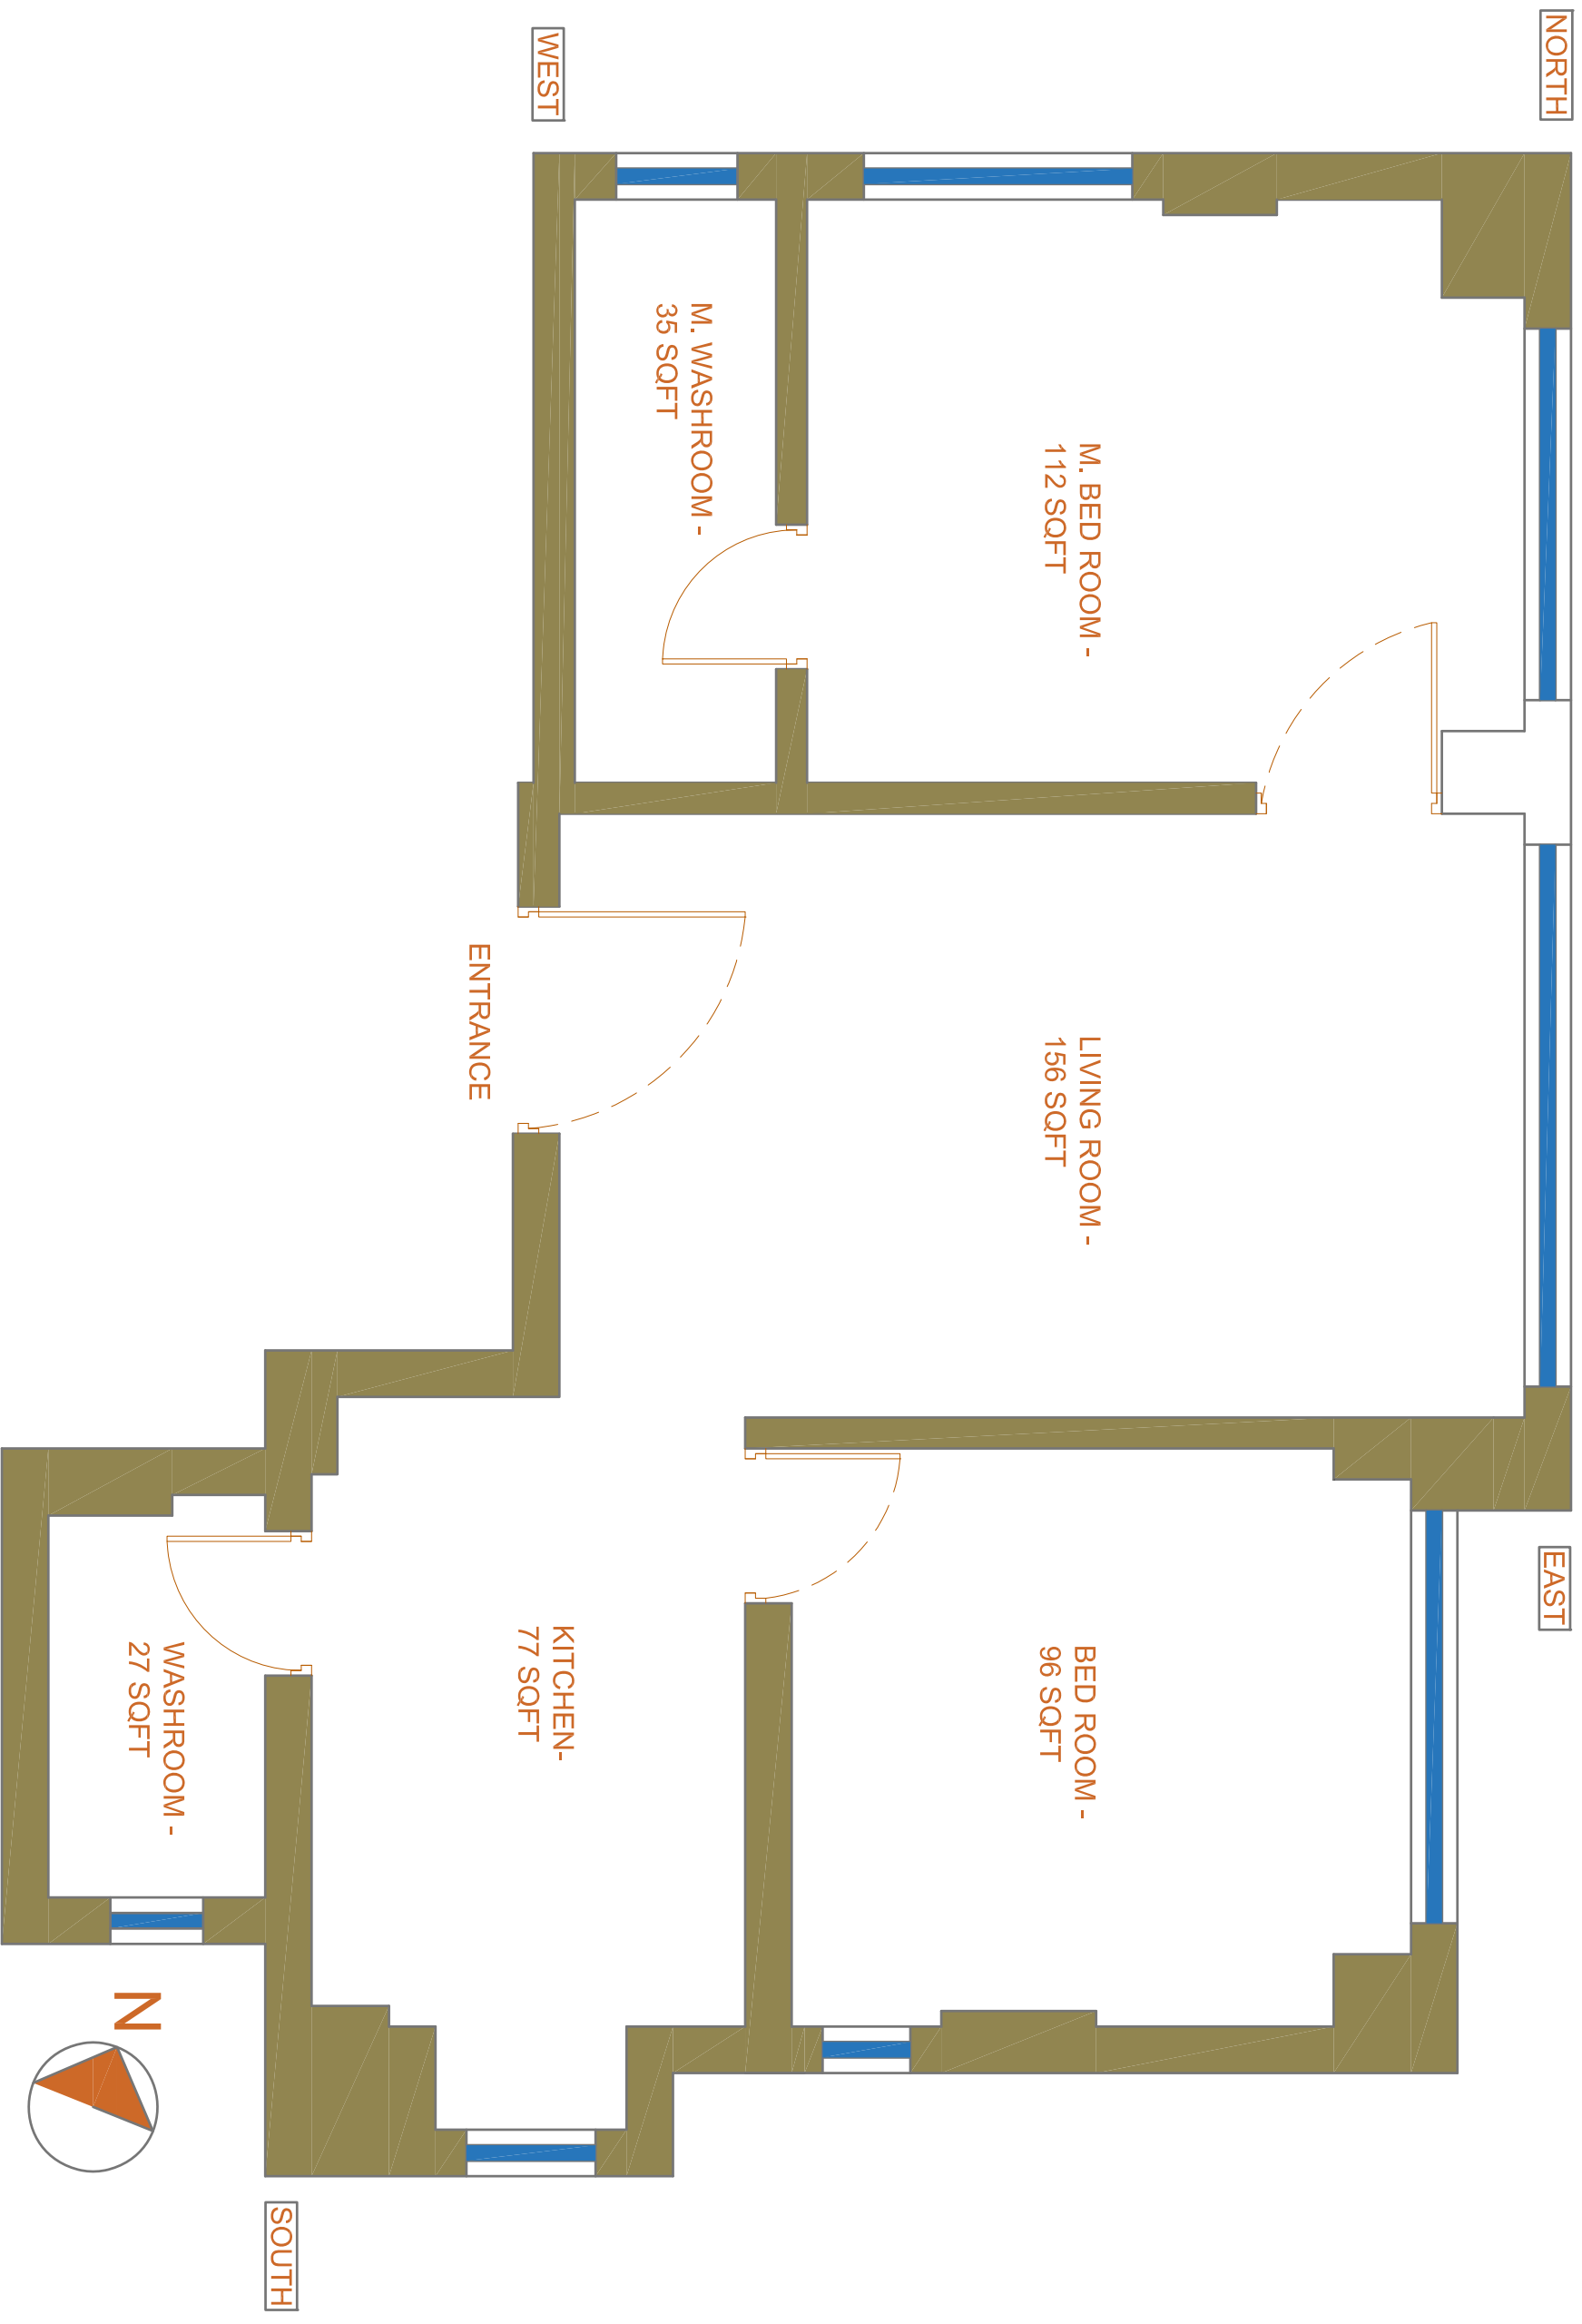 NORTH
WEST
M. BED ROOM -
112 SQFT
M. WASHROOM -
35 SQFT
LIVING ROOM -
156 SQFT
ENTRANCE
EAST
BED ROOM -
96 SQFT
KITCHEN-
77 SQFT
WASHROOM -
27 SQFT
N
SOUTH